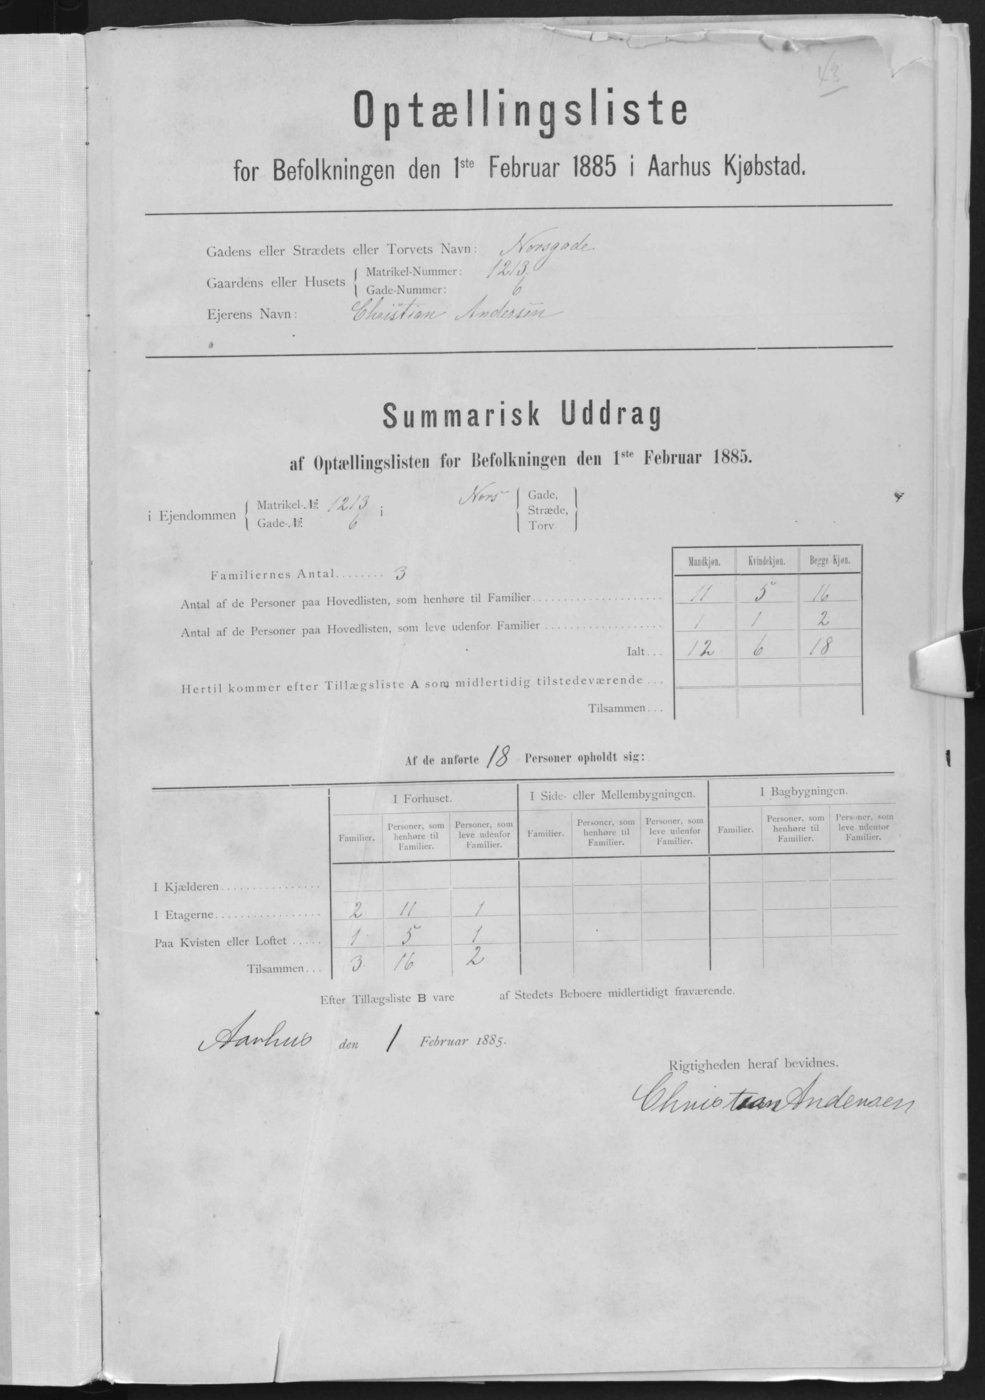 43
Optællingsliste
for Befolkningen den 1ste Februar 1885 i Aarhus Kjøbstad.
Gadens eller Strædets eller Torvets Navn: Norsgade
Gaardens eller Husets { Matrikel-Nummer: 1213
Gade-Nummer: 6
Ejerens Navn: Christian Andersen
Summarisk Uddrag
af Optællingslisten for Befolkningen den 1ste Februar 1885.
i Ejendommen { Matrikel-№ 1213 i Nors { Gade, }
Gade-№ 6 Stræde,
Torv
Mandkjøn. Kvindekjøn. Begge Kjøn.
Familiernes Antal ........ 3
Antal af de Personer paa Hovedlisten, som henhøre til Familier ........ 11 5 16
Antal af de Personer paa Hovedlisten, som leve udenfor Familier ........ 1 1 2
Ialt... 12 6 18
Hertil kommer efter Tillægsliste A som midlertidig tilstedeværende ...
Tilsammen...
Af de anførte 18 Personer opholdt sig:
I Forhuset. I Side- eller Mellembygningen. I Bagbygningen.
Familier. Personer, som henhøre til Familier. Personer, som leve udenfor Familier. Familier. Personer, som henhøre til Familier. Personer, som leve udenfor Familier. Familier. Personer, som henhøre til Familier. Personer, som leve udenfor Familier.
I Kjælderen ........
I Etagerne ........ 2 11 1
Paa Kvisten eller Loftet ..... 1 5 1
Tilsammen... 3 16 2
Efter Tillægsliste B vare af Stedets Beboere midlertidigt fraværende.
Aarhus den 1 Februar 1885.
Rigtigheden heraf bevidnes.
Christian Andersen